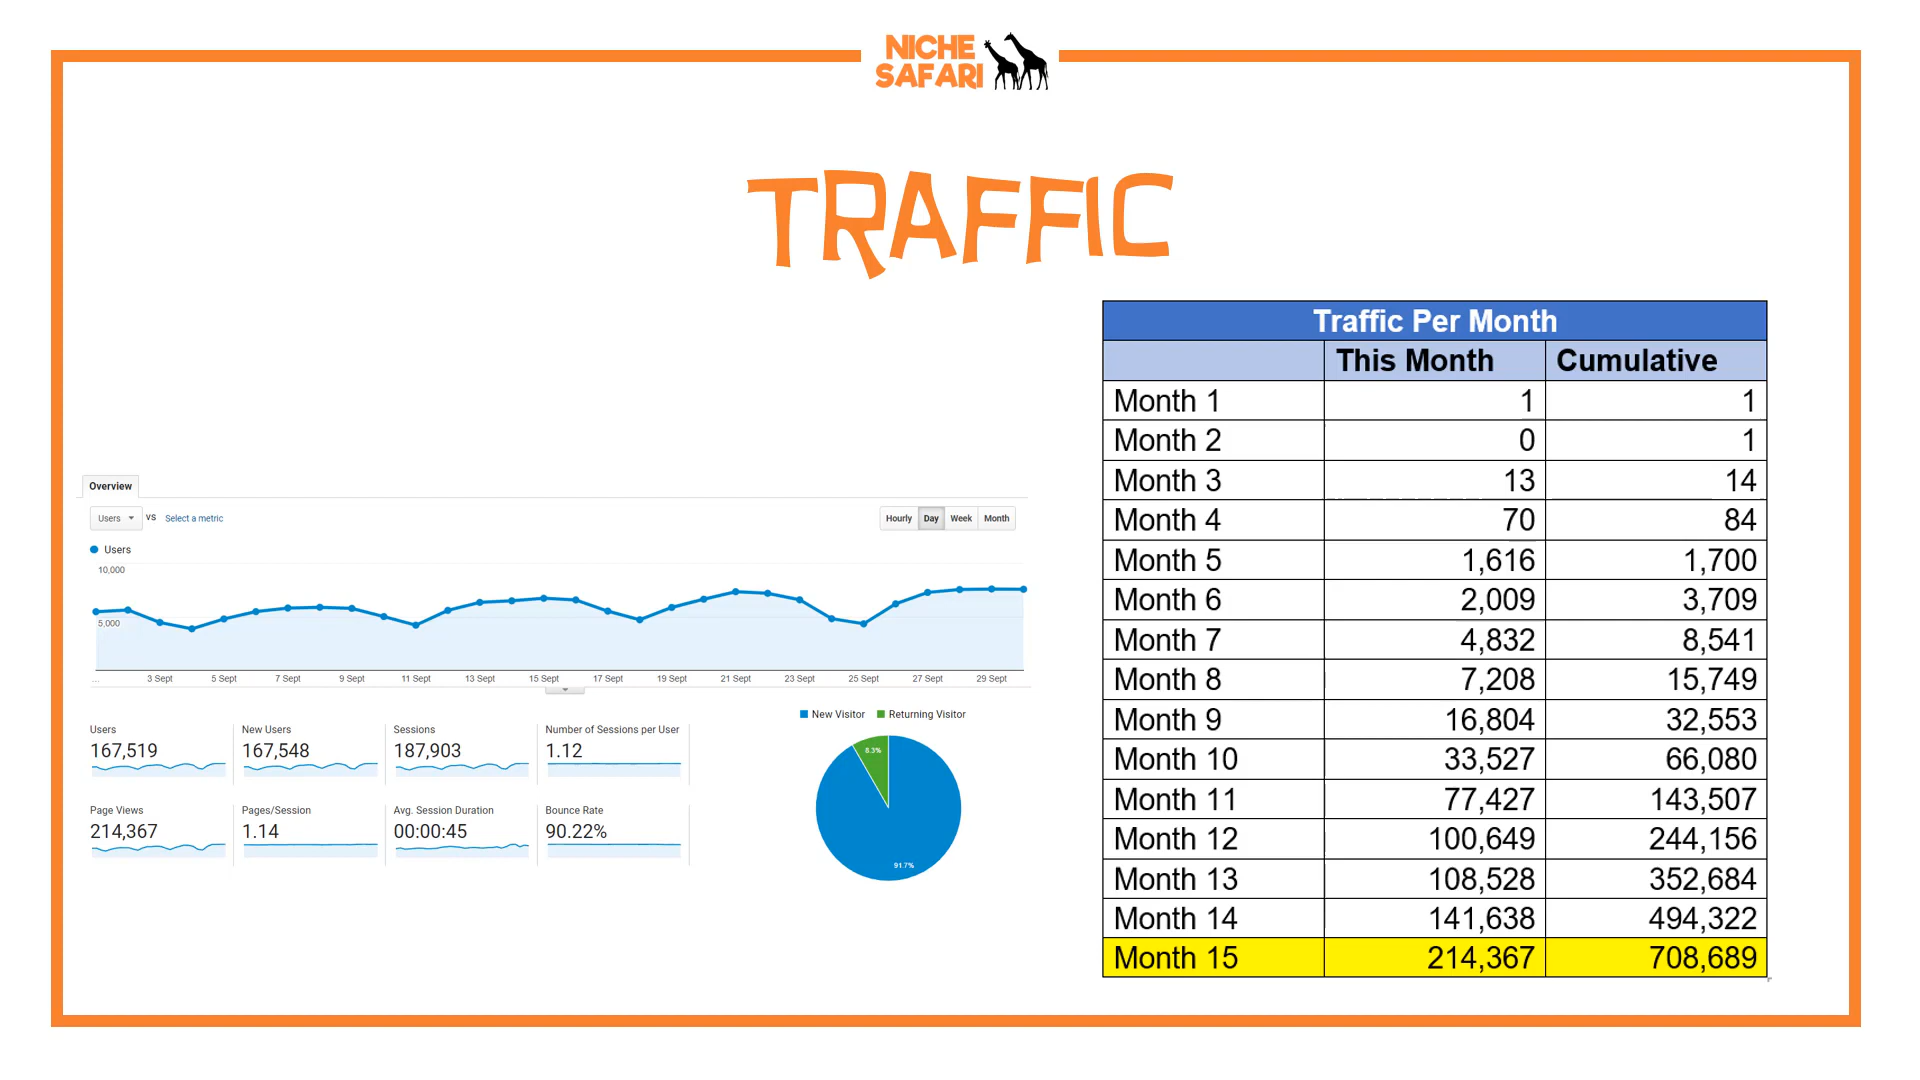 NICHE
SAFARI
TRAFFIC
Overview
Users VS Select a metric
Hourly Day Week Month
Users
10,000
5,000
... 3 Sept 5 Sept 7 Sept 9 Sept 11 Sept 13 Sept 15 Sept 17 Sept 19 Sept 21 Sept 23 Sept 25 Sept 27 Sept 29 Sept
Users New Users Sessions Number of Sessions per User
167,519 167,548 187,903 1.12
Page Views Pages/Session Avg. Session Duration Bounce Rate
214,367 1.14 00:00:45 90.22%
New Visitor Returning Visitor
8.3%
91.7%
Traffic Per Month
This Month Cumulative
Month 1 1 1
Month 2 0 1
Month 3 13 14
Month 4 70 84
Month 5 1,616 1,700
Month 6 2,009 3,709
Month 7 4,832 8,541
Month 8 7,208 15,749
Month 9 16,804 32,553
Month 10 33,527 66,080
Month 11 77,427 143,507
Month 12 100,649 244,156
Month 13 108,528 352,684
Month 14 141,638 494,322
Month 15 214,367 708,689